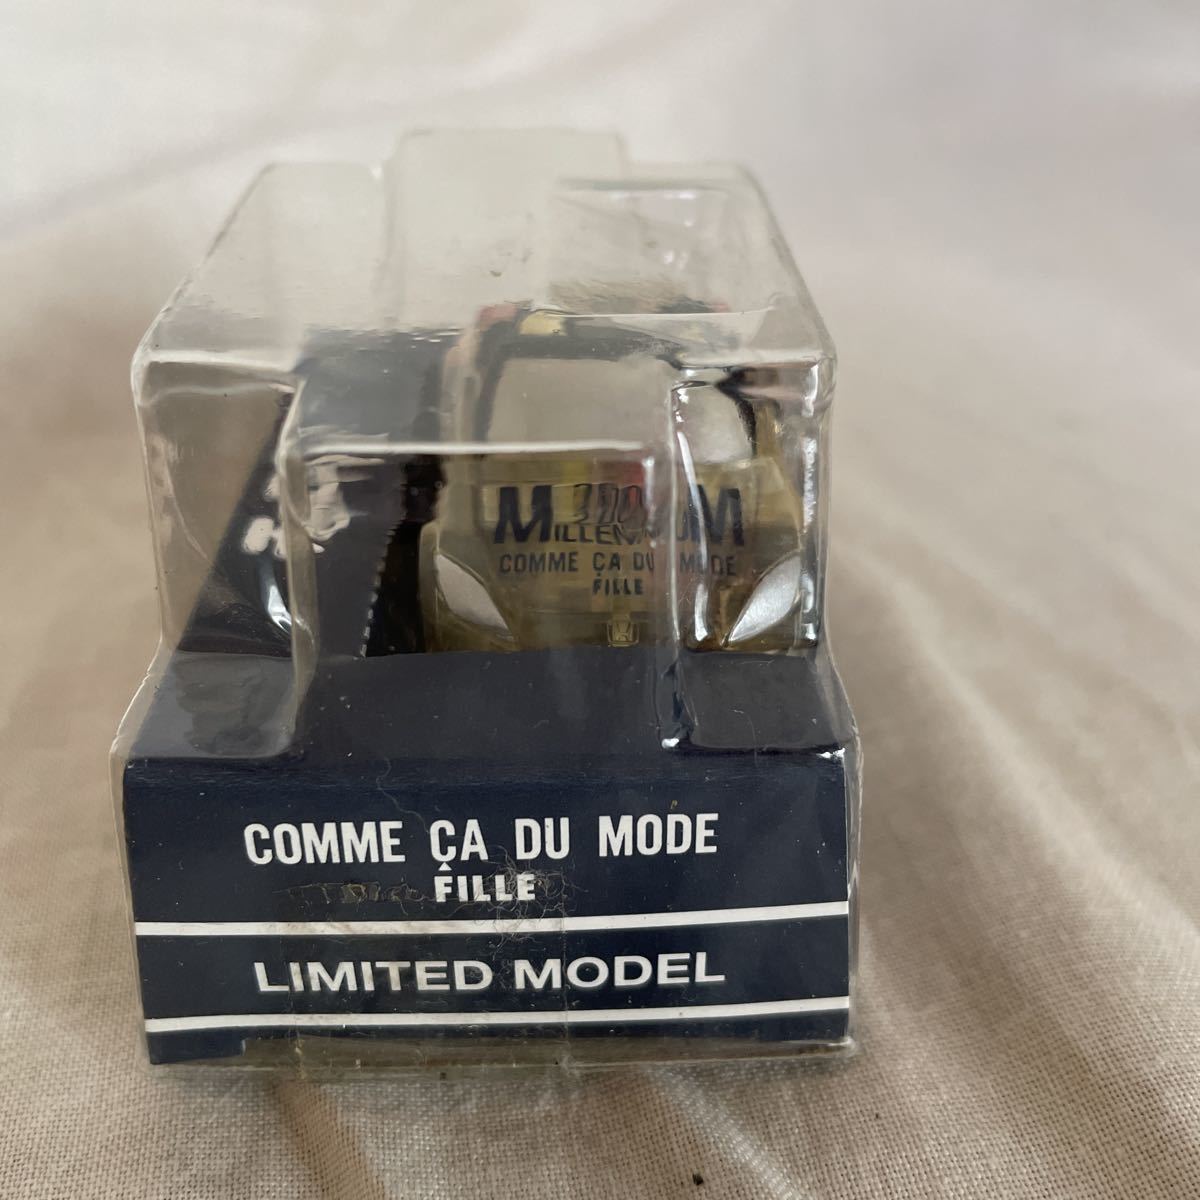 MILLENNIUM
COMME ÇA DU MODE
FILLE
COMME ÇA DU MODE
FILLE
LIMITED MODEL